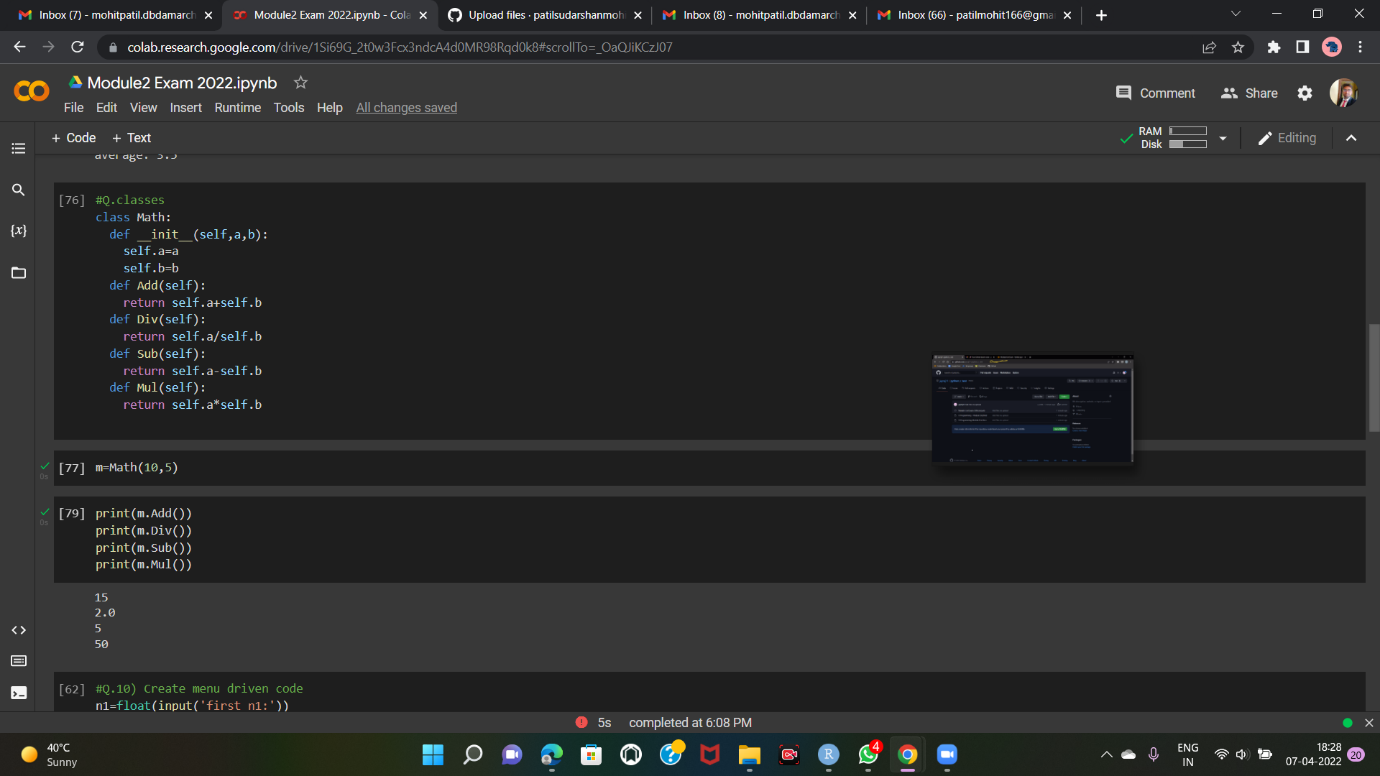 Inbox (7) - mohitpatil.dbdamarch
Module2 Exam 2022.ipynb - Cola
Upload files · patilsudarshanmohi
Inbox (8) - mohitpatil.dbdamarch
Inbox (66) - patilmohit166@gma
colab.research.google.com/drive/1Si69G_2t0w3Fcx3ndcA4d0MR98Rqd0k8#scrollTo=_OaQJiKCzJ07
Module2 Exam 2022.ipynb
Comment
Share
File Edit View Insert Runtime Tools Help All changes saved
+ Code + Text
RAM
Disk
Editing
average: 3.5
[76] #Q.classes
class Math:
def __init__(self,a,b):
self.a=a
self.b=b
def Add(self):
return self.a+self.b
def Div(self):
return self.a/self.b
def Sub(self):
return self.a-self.b
def Mul(self):
return self.a*self.b
[77] m=Math(10,5)
0s
[79] print(m.Add())
0s
print(m.Div())
print(m.Sub())
print(m.Mul())
15
2.0
5
50
[62] #Q.10) Create menu driven code
n1=float(input('first n1:'))
5s completed at 6:08 PM
40°C
Sunny
4
ENG
IN
18:28
07-04-2022
20